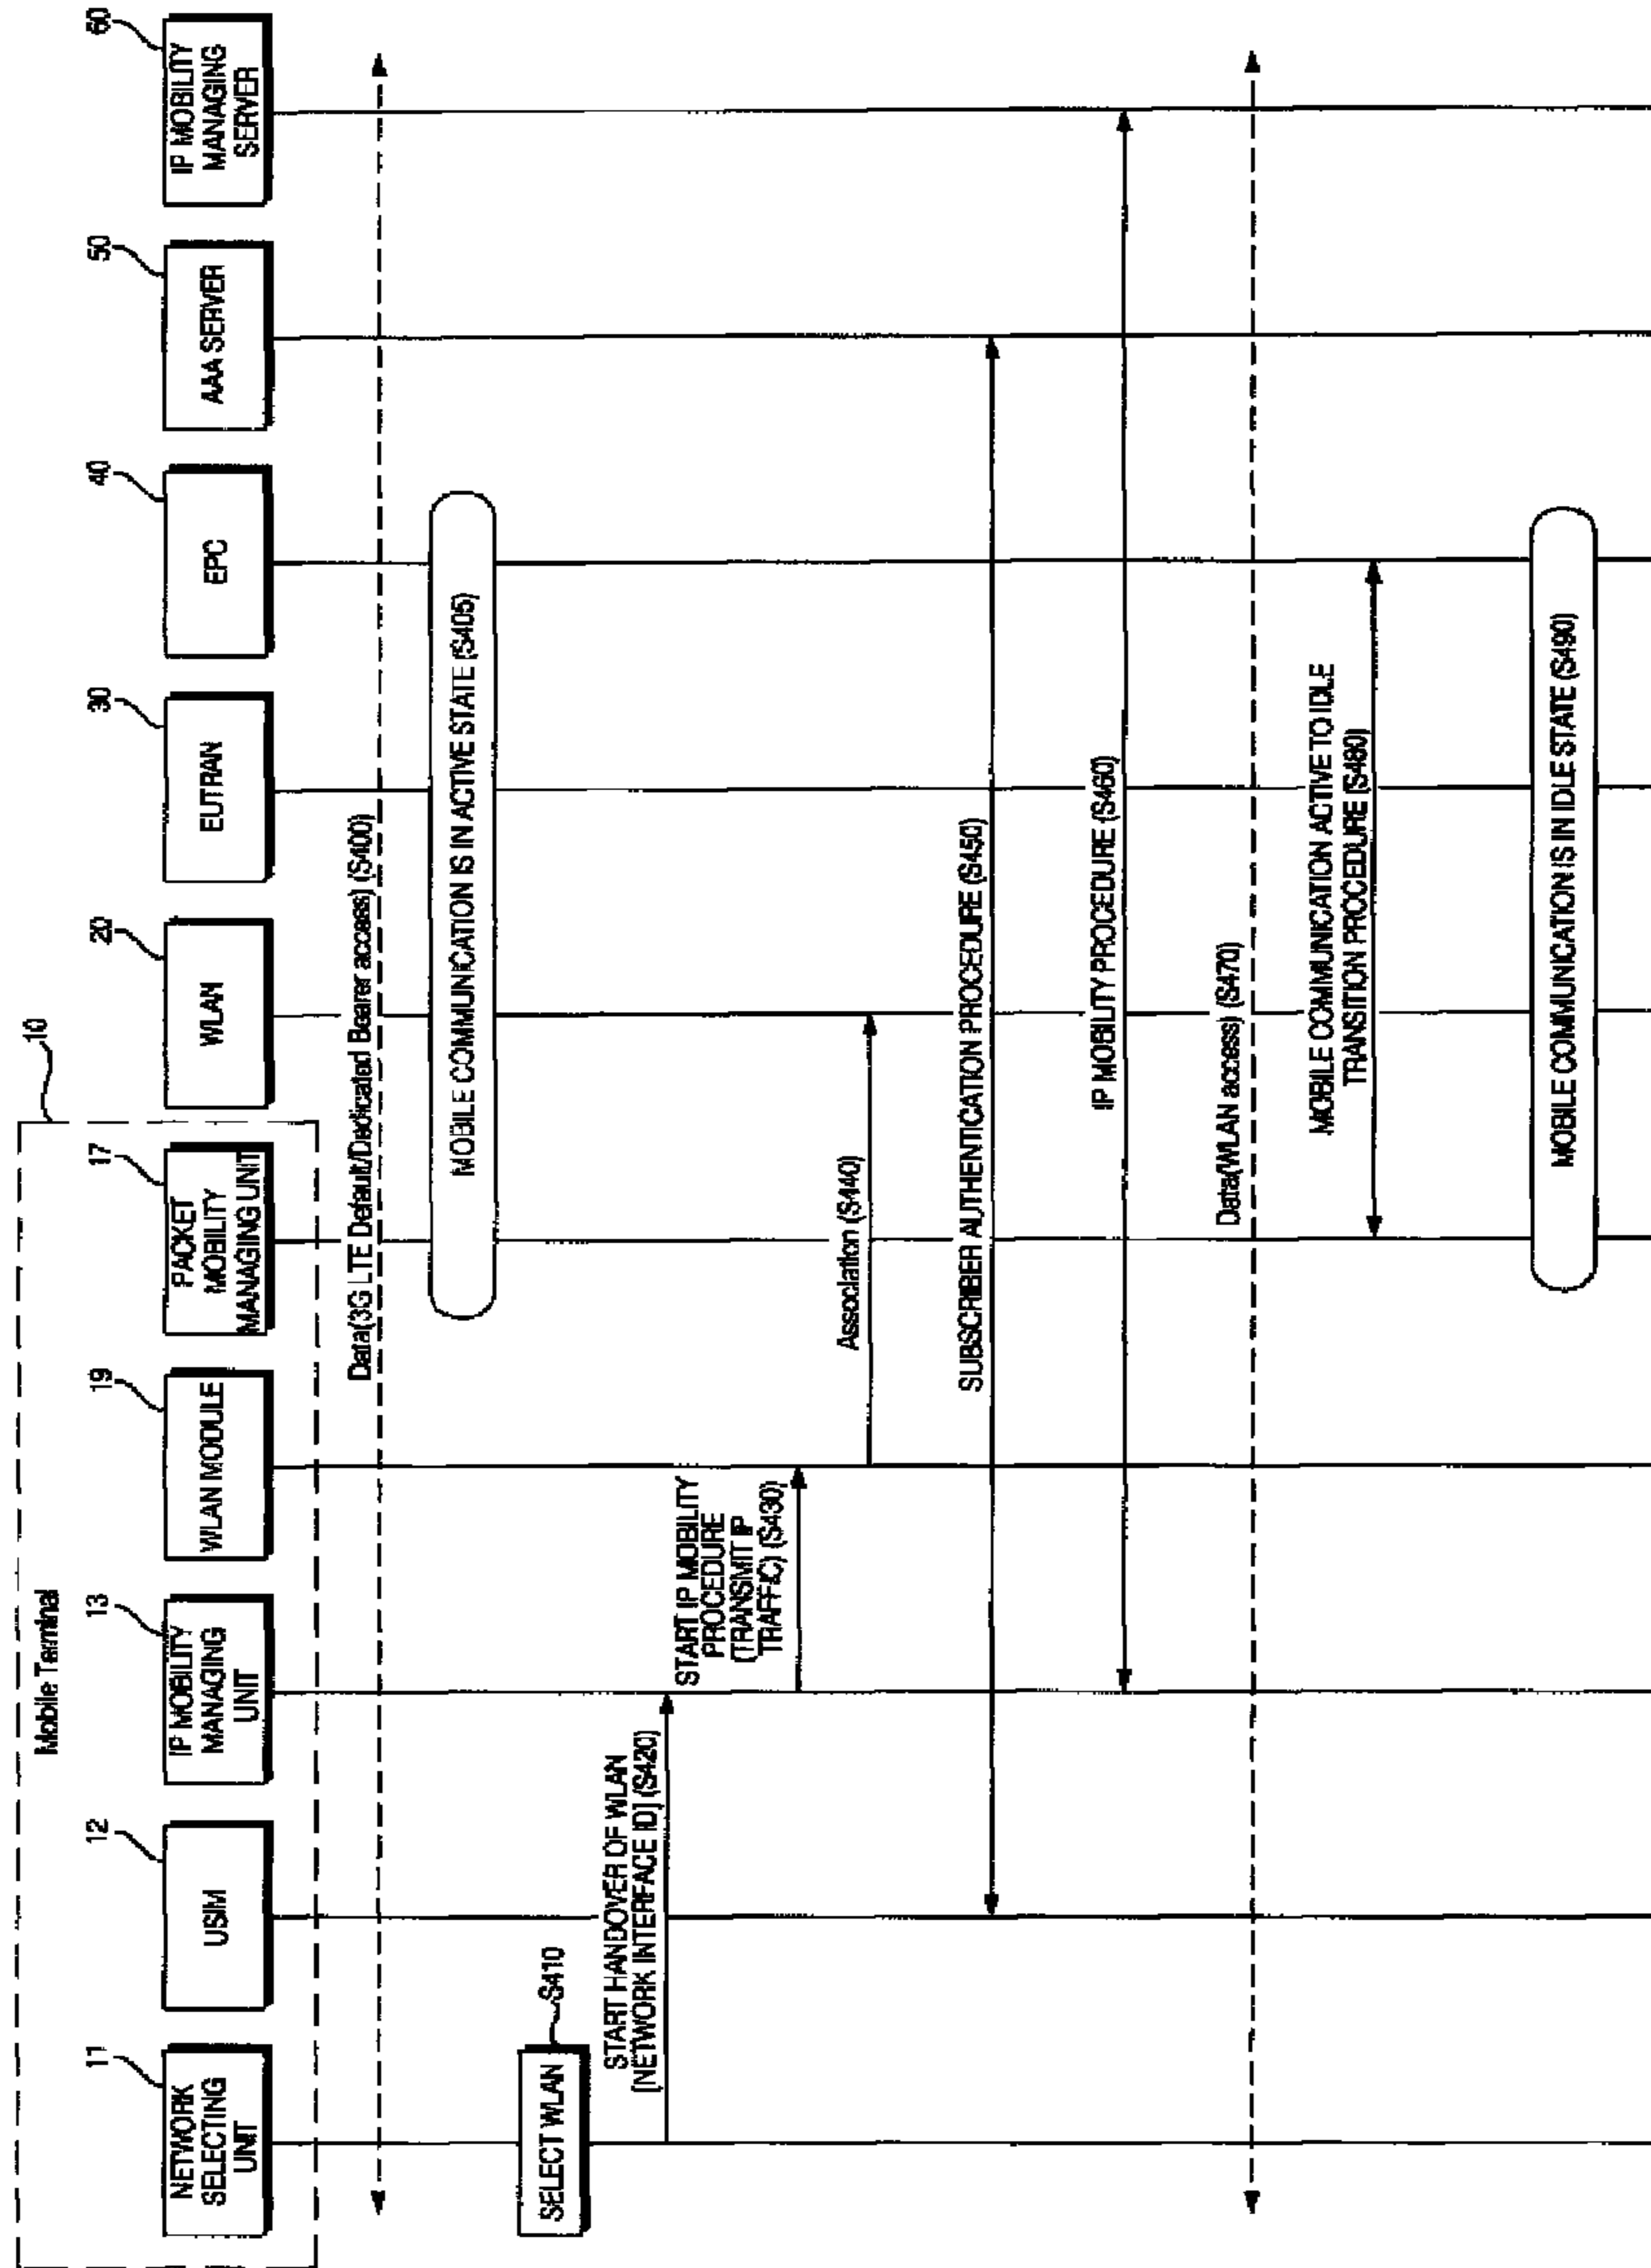 Mobile Terminal
10
11
NETWORK
SELECTING
UNIT
12
USIM
13
IP MOBILITY
MANAGING
UNIT
19
WLAN MODULE
17
PACKET
MOBILITY
MANAGING UNIT
20
WLAN
30
EUTRAN
40
EPC
50
AAA SERVER
60
IP MOBILITY
MANAGING
SERVER
Data(3G LTE Default/Dedicated Bearer access) (S400)
MOBILE COMMUNICATION IS IN ACTIVE STATE (S405)
SELECT WLAN
S410
START HANDOVER OF WLAN
[NETWORK INTERFACE ID] (S420)
START IP MOBILITY
PROCEDURE
(TRANSMIT IP
TRAFFIC) (S430)
Association (S440)
SUBSCRIBER AUTHENTICATION PROCEDURE (S450)
IP MOBILITY PROCEDURE (S460)
Data(WLAN access) (S470)
MOBILE COMMUNICATION ACTIVE TO IDLE
TRANSITION PROCEDURE (S480)
MOBILE COMMUNICATION IS IN IDLE STATE (S490)